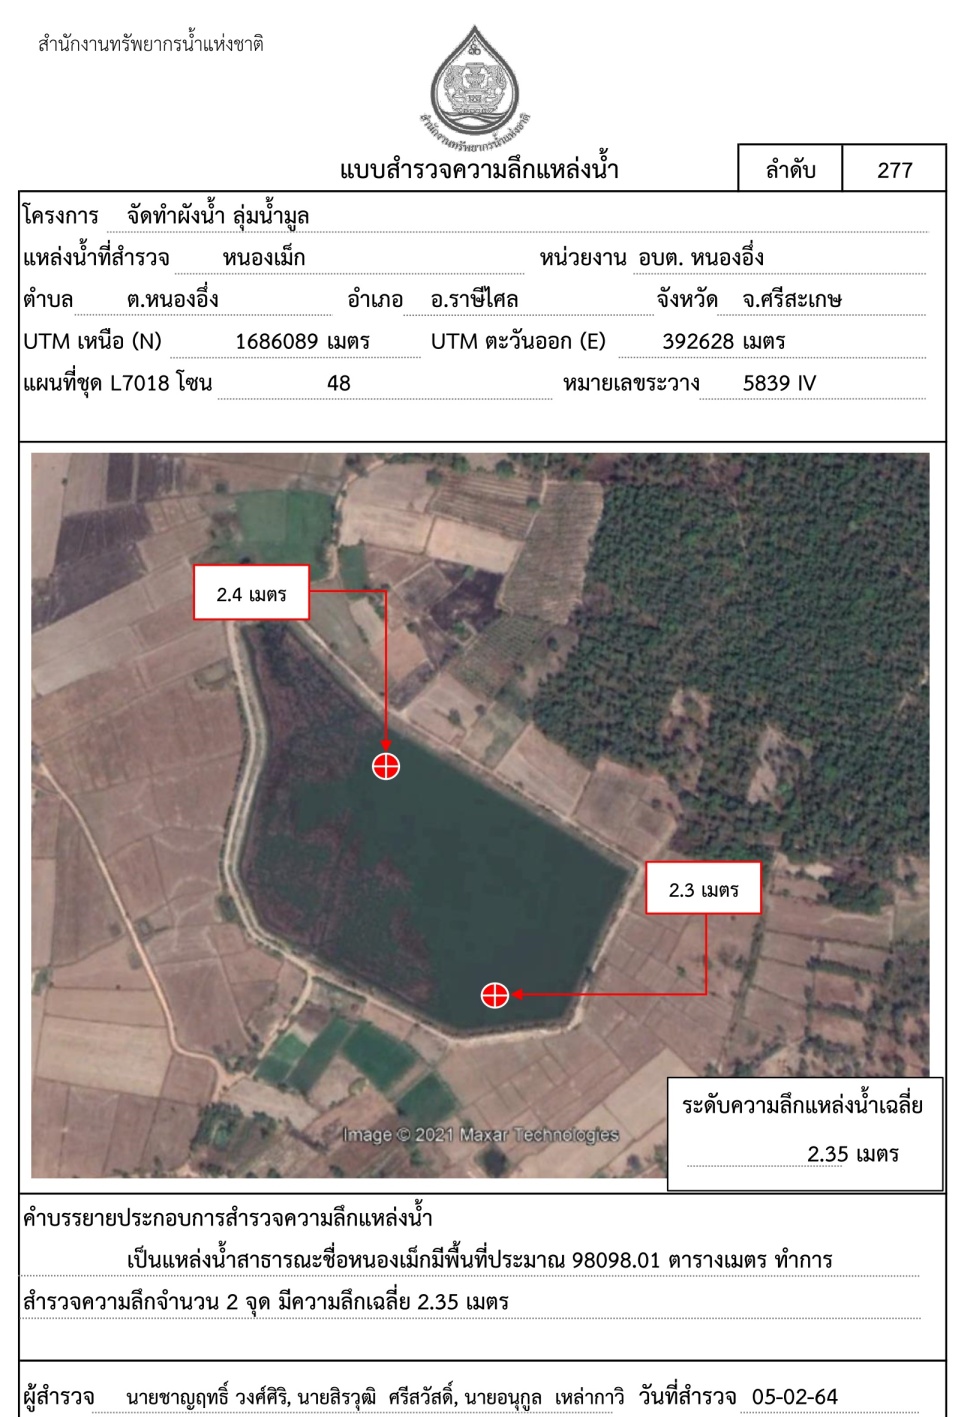 สำนักงานทรัพยากรน้ำแห่งชาติ
สำนักงานทรัพยากรน้ำแห่งชาติ
แบบสำรวจความลึกแหล่งน้ำ ลำดับ 277
โครงการ จัดทำผังน้ำ ลุ่มน้ำมูล
แหล่งน้ำที่สำรวจ หนองเม็ก หน่วยงาน อบต. หนองอึ่ง
ตำบล ต.หนองอึ่ง อำเภอ อ.ราษีไศล จังหวัด จ.ศรีสะเกษ
UTM เหนือ (N) 1686089 เมตร UTM ตะวันออก (E) 392628 เมตร
แผนที่ชุด L7018 โซน 48 หมายเลขระวาง 5839 IV
2.4 เมตร
2.3 เมตร
Image © 2021 Maxar Technologies
ระดับความลึกแหล่งน้ำเฉลี่ย
2.35 เมตร
คำบรรยายประกอบการสำรวจความลึกแหล่งน้ำ
เป็นแหล่งน้ำสาธารณะชื่อหนองเม็กมีพื้นที่ประมาณ 98098.01 ตารางเมตร ทำการ
สำรวจความลึกจำนวน 2 จุด มีความลึกเฉลี่ย 2.35 เมตร
ผู้สำรวจ นายชาญฤทธิ์ วงศ์ศิริ, นายสิรวุฒิ ศรีสวัสดิ์, นายอนุกูล เหล่ากาวิ วันที่สำรวจ 05-02-64